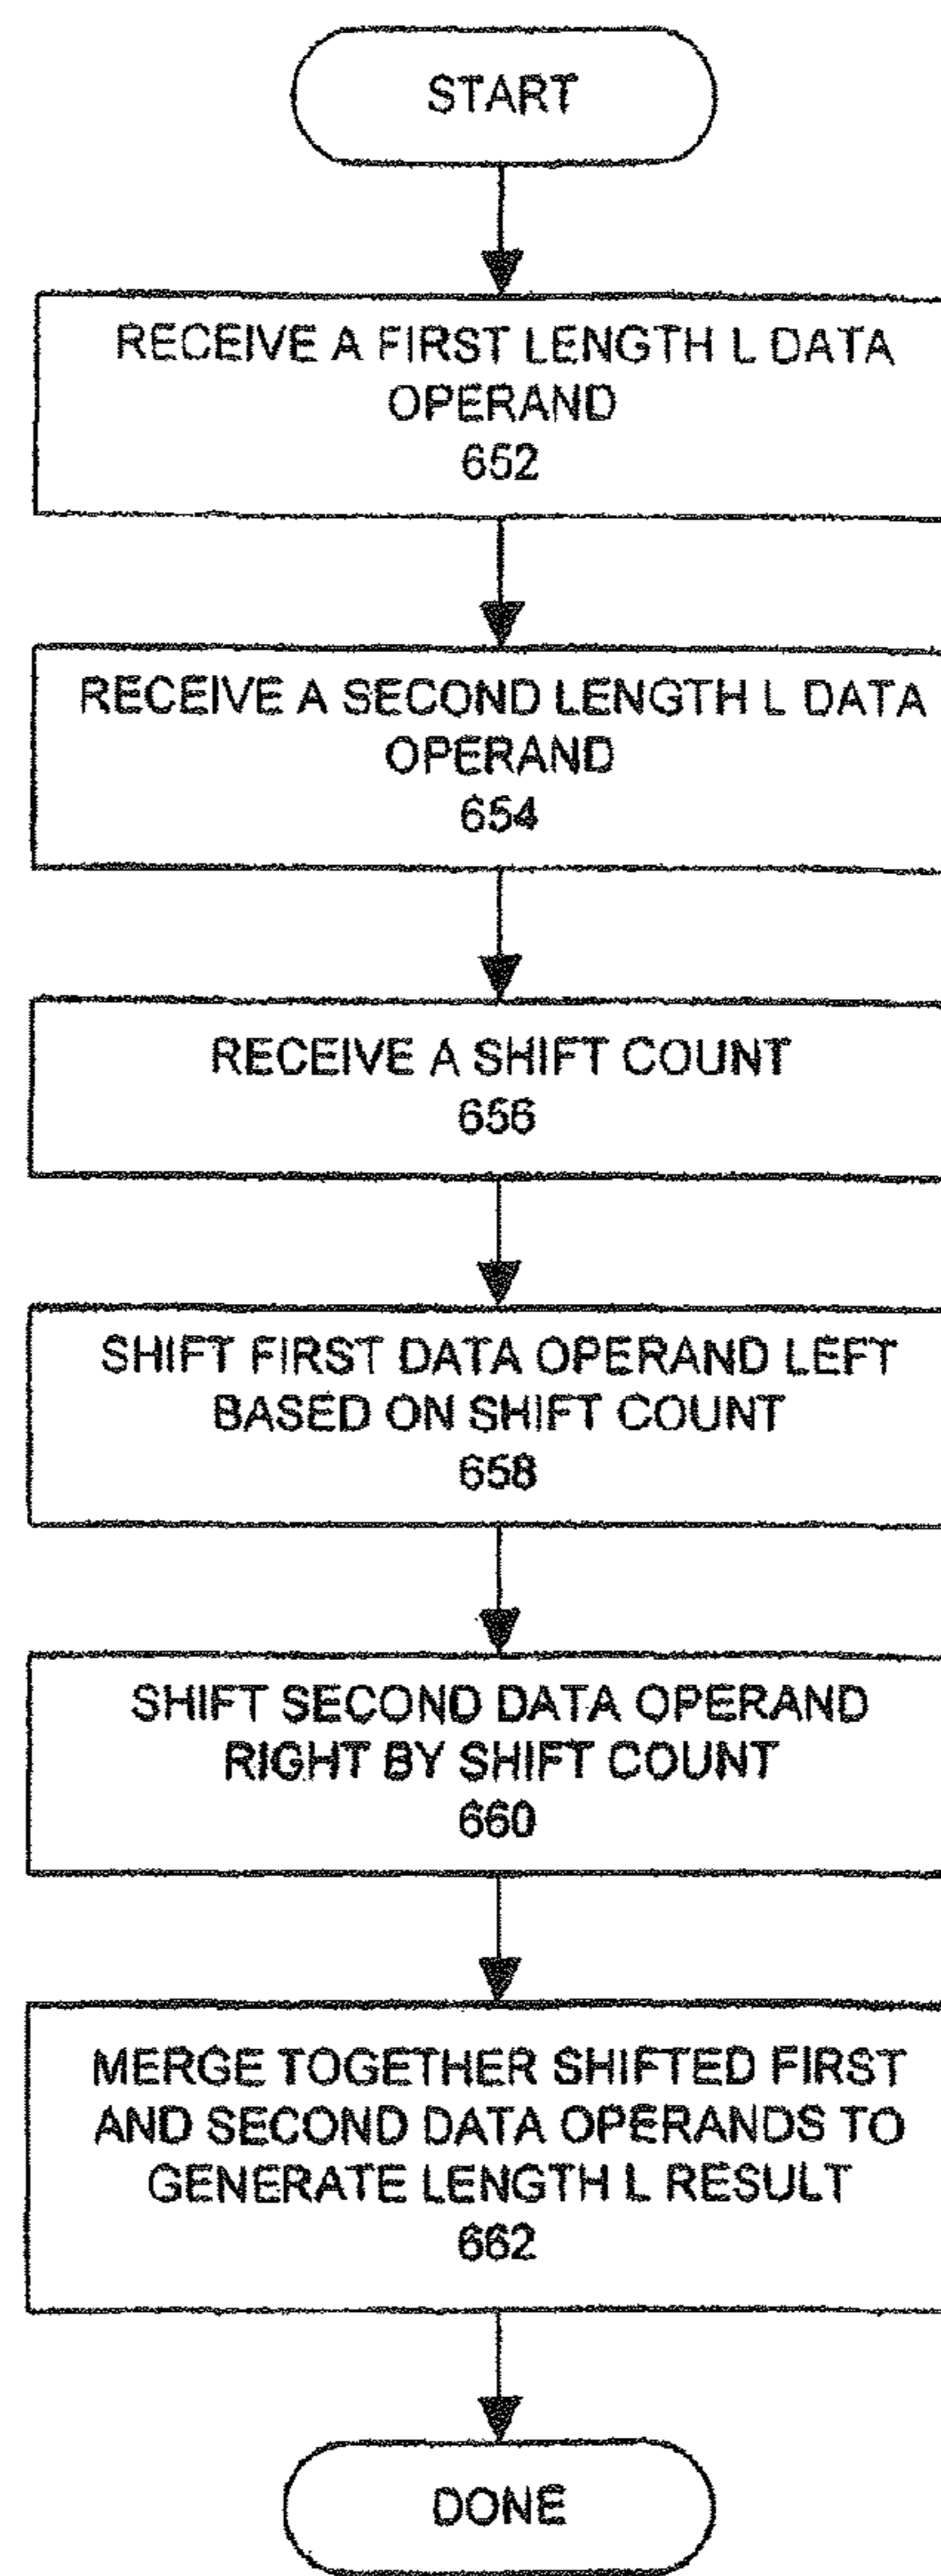 START
RECEIVE A FIRST LENGTH L DATA
OPERAND
652
RECEIVE A SECOND LENGTH L DATA
OPERAND
654
RECEIVE A SHIFT COUNT
656
SHIFT FIRST DATA OPERAND LEFT
BASED ON SHIFT COUNT
658
SHIFT SECOND DATA OPERAND
RIGHT BY SHIFT COUNT
660
MERGE TOGETHER SHIFTED FIRST
AND SECOND DATA OPERANDS TO
GENERATE LENGTH L RESULT
662
DONE